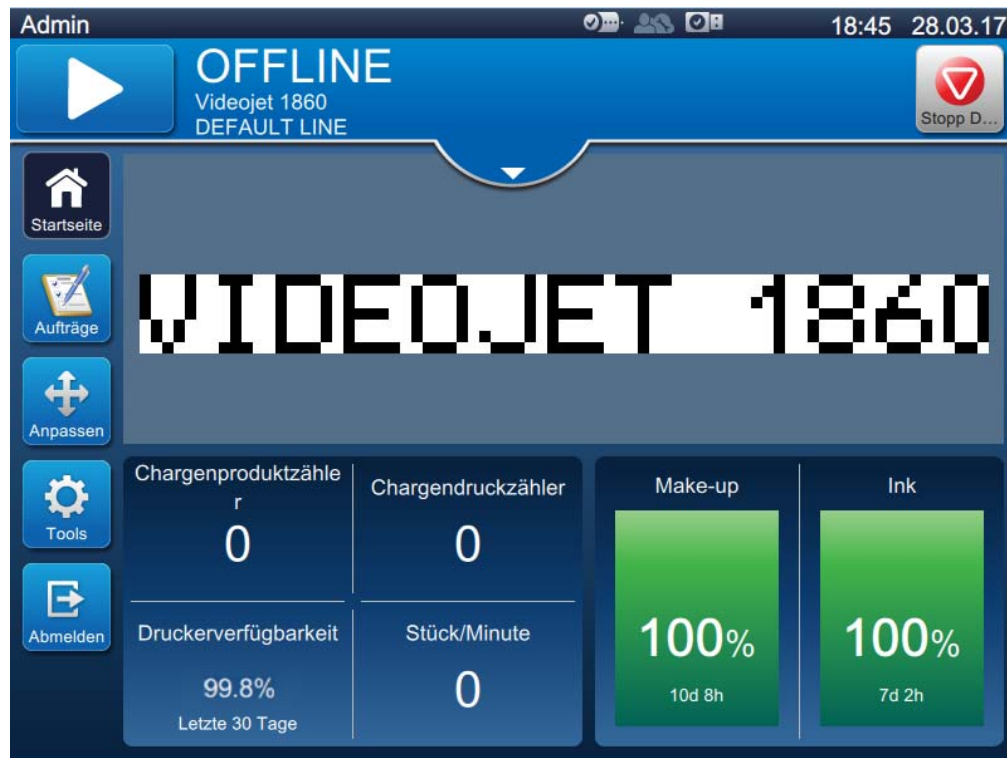 Admin
18:45 28.03.17
OFFLINE
Videojet 1860
DEFAULT LINE
Stopp D...
Startseite
Aufträge
Anpassen
Tools
Abmelden
VIDEOJET 1860
Chargenproduktzähle
r
0
Chargendruckzähler
0
Druckerverfügbarkeit
99.8%
Letzte 30 Tage
Stück/Minute
0
Make-up
100%
10d 8h
Ink
100%
7d 2h